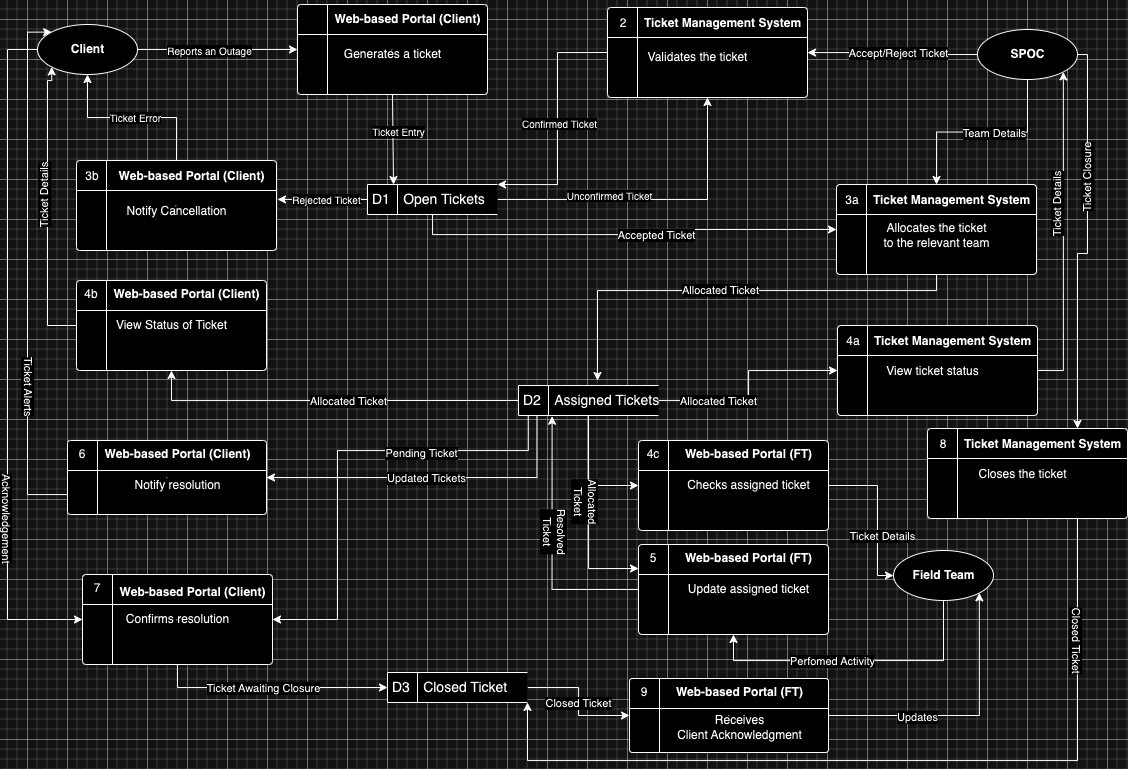 Web-based Portal (Client)
Generates a ticket
2
Ticket Management System
Validates the ticket
Client
Reports an Outage
Accept/Reject Ticket
SPOC
Ticket Error
Ticket Entry
Confirmed Ticket
Team Details
3b
Web-based Portal (Client)
Notify Cancellation
Rejected Ticket
D1
Open Tickets
Unconfirmed Ticket
3a
Ticket Management System
Allocates the ticket
to the relevant team
Ticket Details
Ticket Details
Ticket Closure
Accepted Ticket
4b
Web-based Portal (Client)
View Status of Ticket
Allocated Ticket
4a
Ticket Management System
View ticket status
Ticket Alerts
Allocated Ticket
D2
Assigned Tickets
Allocated Ticket
6
Web-based Portal (Client)
Notify resolution
Pending Ticket
Updated Tickets
Allocated
Ticket
Resolved
Ticket
4c
Web-based Portal (FT)
Checks assigned ticket
8
Ticket Management System
Closes the ticket
Acknowledgement
Ticket Details
5
Web-based Portal (FT)
Update assigned ticket
Field Team
7
Web-based Portal (Client)
Confirms resolution
Closed Ticket
Perfomed Activity
Ticket Awaiting Closure
D3
Closed Ticket
Closed Ticket
9
Web-based Portal (FT)
Receives
Client Acknowledgment
Updates